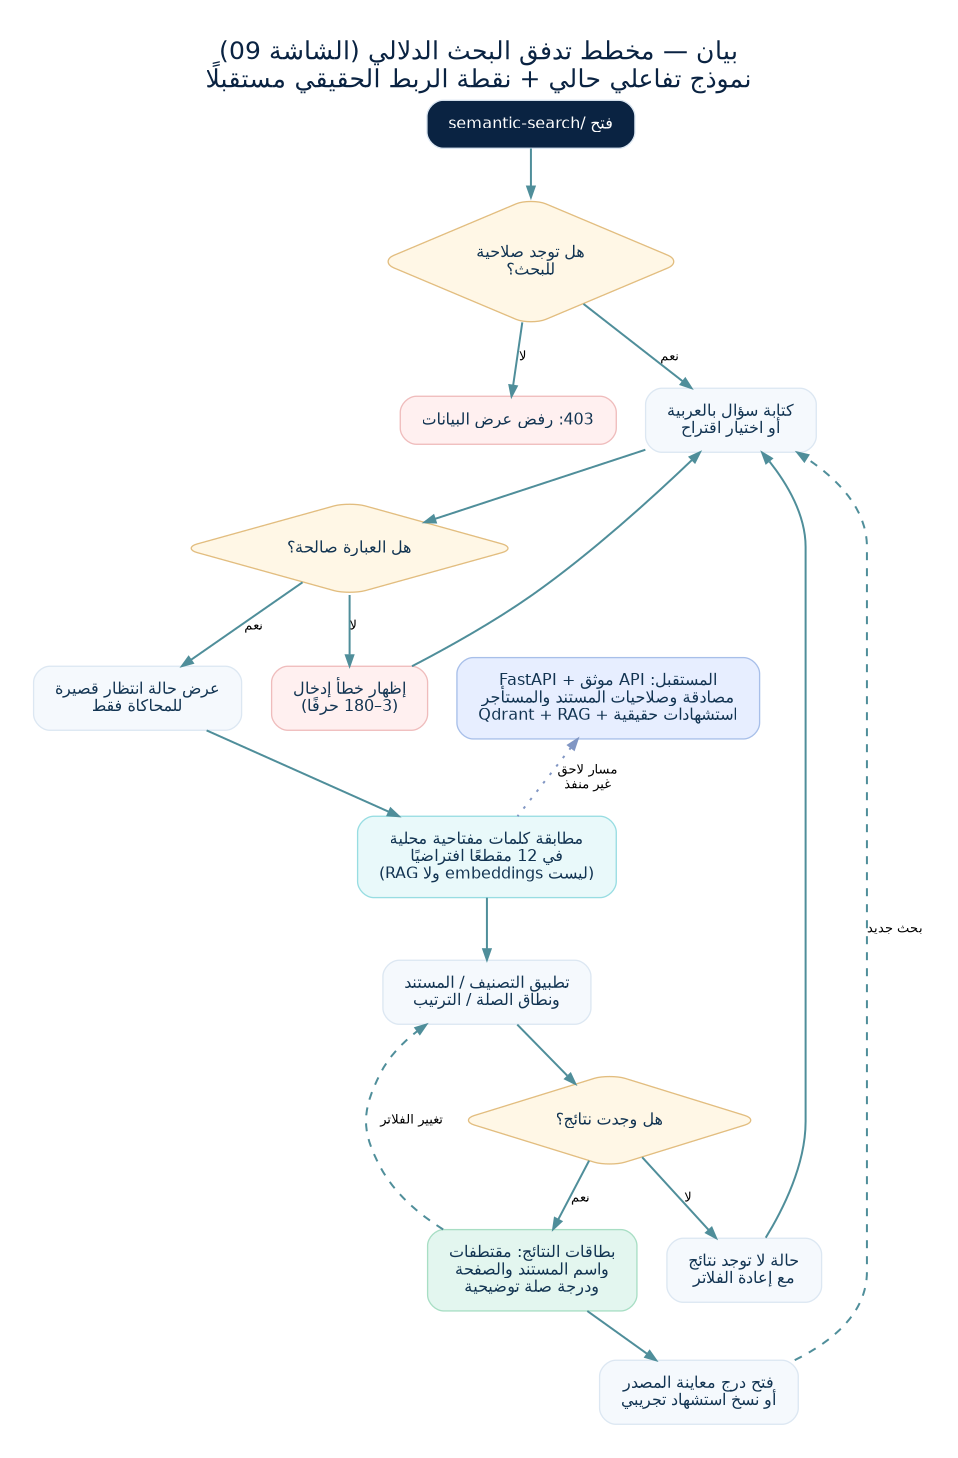 بيان — مخطط تدفق البحث الدلالي (الشاشة 09)
نموذج تفاعلي حالي + نقطة الربط الحقيقي مستقبلًا
فتح /semantic-search
هل توجد صلاحية
للبحث؟
لا
نعم
403: رفض عرض البيانات
كتابة سؤال بالعربية
أو اختيار اقتراح
هل العبارة صالحة؟
نعم
لا
عرض حالة انتظار قصيرة
للمحاكاة فقط
إظهار خطأ إدخال
(3–180 حرفًا)
المستقبل: API موثق + FastAPI
مصادقة وصلاحيات المستند والمستأجر
استشهادات حقيقية + Qdrant + RAG
مسار لاحق
غير منفذ
مطابقة كلمات مفتاحية محلية
في 12 مقطعًا افتراضيًا
(ليست embeddings ولا RAG)
بحث جديد
تطبيق التصنيف / المستند
ونطاق الصلة / الترتيب
تغيير الفلاتر
هل وجدت نتائج؟
نعم
لا
بطاقات النتائج: مقتطفات
واسم المستند والصفحة
ودرجة صلة توضيحية
حالة لا توجد نتائج
مع إعادة الفلاتر
فتح درج معاينة المصدر
أو نسخ استشهاد تجريبي